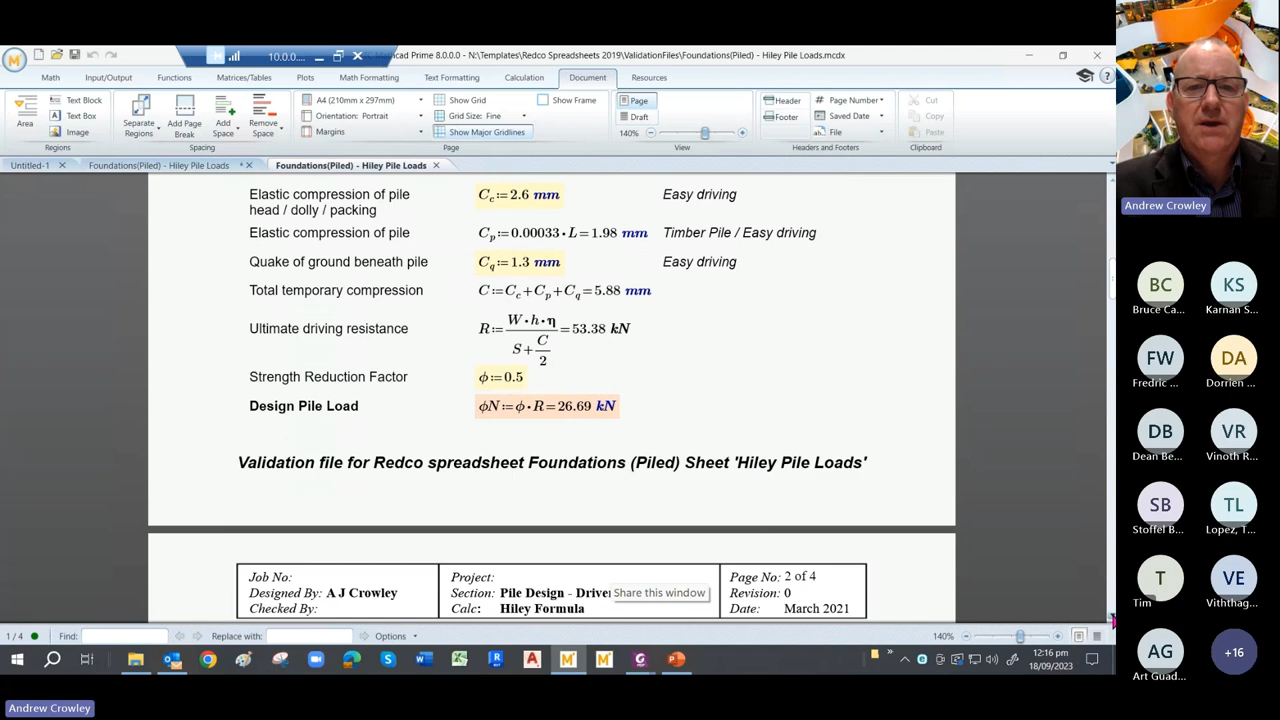 10.0.0... Mathcad Prime 8.0.0.0 - N:\Templates\Redco Spreadsheets 2019\ValidationFiles\Foundations(Piled) - Hiley Pile Loads.mcdx
Math Input/Output Functions Matrices/Tables Plots Math Formatting Text Formatting Calculation Document Resources
Area
Text Block
Text Box
Image
Regions
Separate Regions
Add Page Break
Add Space
Remove Space
Spacing
A4 (210mm x 297mm)
Orientation: Portrait
Margins
Show Grid
Grid Size: Fine
Show Major Gridlines
Show Frame
Page
Page
Draft
140%
View
Header
Footer
Page Number
Saved Date
File
Headers and Footers
Cut
Copy
Paste
Clipboard
Untitled-1 Foundations(Piled) - Hiley Pile Loads * Foundations(Piled) - Hiley Pile Loads
Elastic compression of pile C_c:=2.6 mm Easy driving
head / dolly / packing
Elastic compression of pile C_p:=0.00033•L=1.98 mm Timber Pile / Easy driving
Quake of ground beneath pile C_q:=1.3 mm Easy driving
Total temporary compression C:=C_c+C_p+C_q=5.88 mm
Ultimate driving resistance R:=(W•h•η)/(S+C/2)=53.38 kN
Strength Reduction Factor ϕ:=0.5
Design Pile Load ϕN:=ϕ•R=26.69 kN
Validation file for Redco spreadsheet Foundations (Piled) Sheet 'Hiley Pile Loads'
Job No: Project: Page No: 2 of 4
Designed By: A J Crowley Section: Pile Design - Drive Revision: 0
Checked By: Calc: Hiley Formula Date: March 2021
Share this window
1 / 4 Find: Replace with: Options 140%
12:16 pm
18/09/2023
Andrew Crowley
Andrew Crowley
BC KS
Bruce Ca... Karnan S...
FW DA
Fredric ... Dorrien ...
DB VR
Dean Be... Vinoth R...
SB TL
Stoffel B... Lopez, T...
T VE
Tim Viththag...
AG +16
Art Guad...